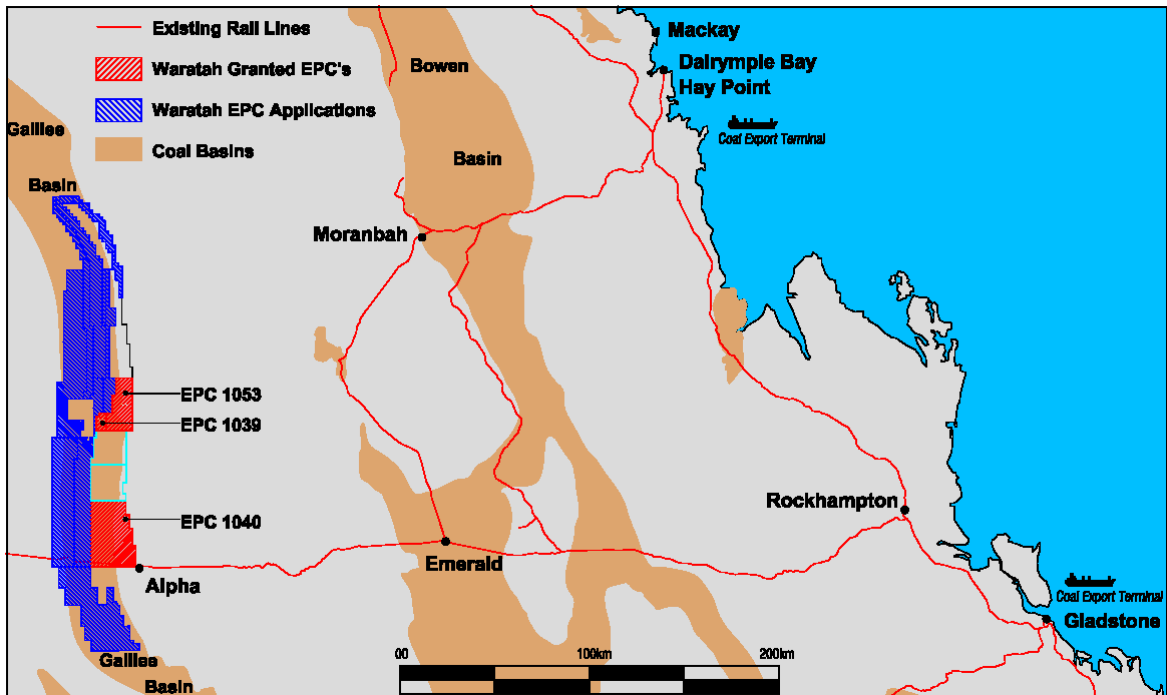 Existing Rail Lines
Waratah Granted EPC's
Waratah EPC Applications
Coal Basins
Galilee
Basin
Bowen
Basin
Mackay
Dalrymple Bay
Hay Point
Coal Export Terminal
Moranbah
EPC 1053
EPC 1039
EPC 1040
Alpha
Emerald
Rockhampton
Coal Export Terminal
Gladstone
Galilee
Basin
00
100km
200km